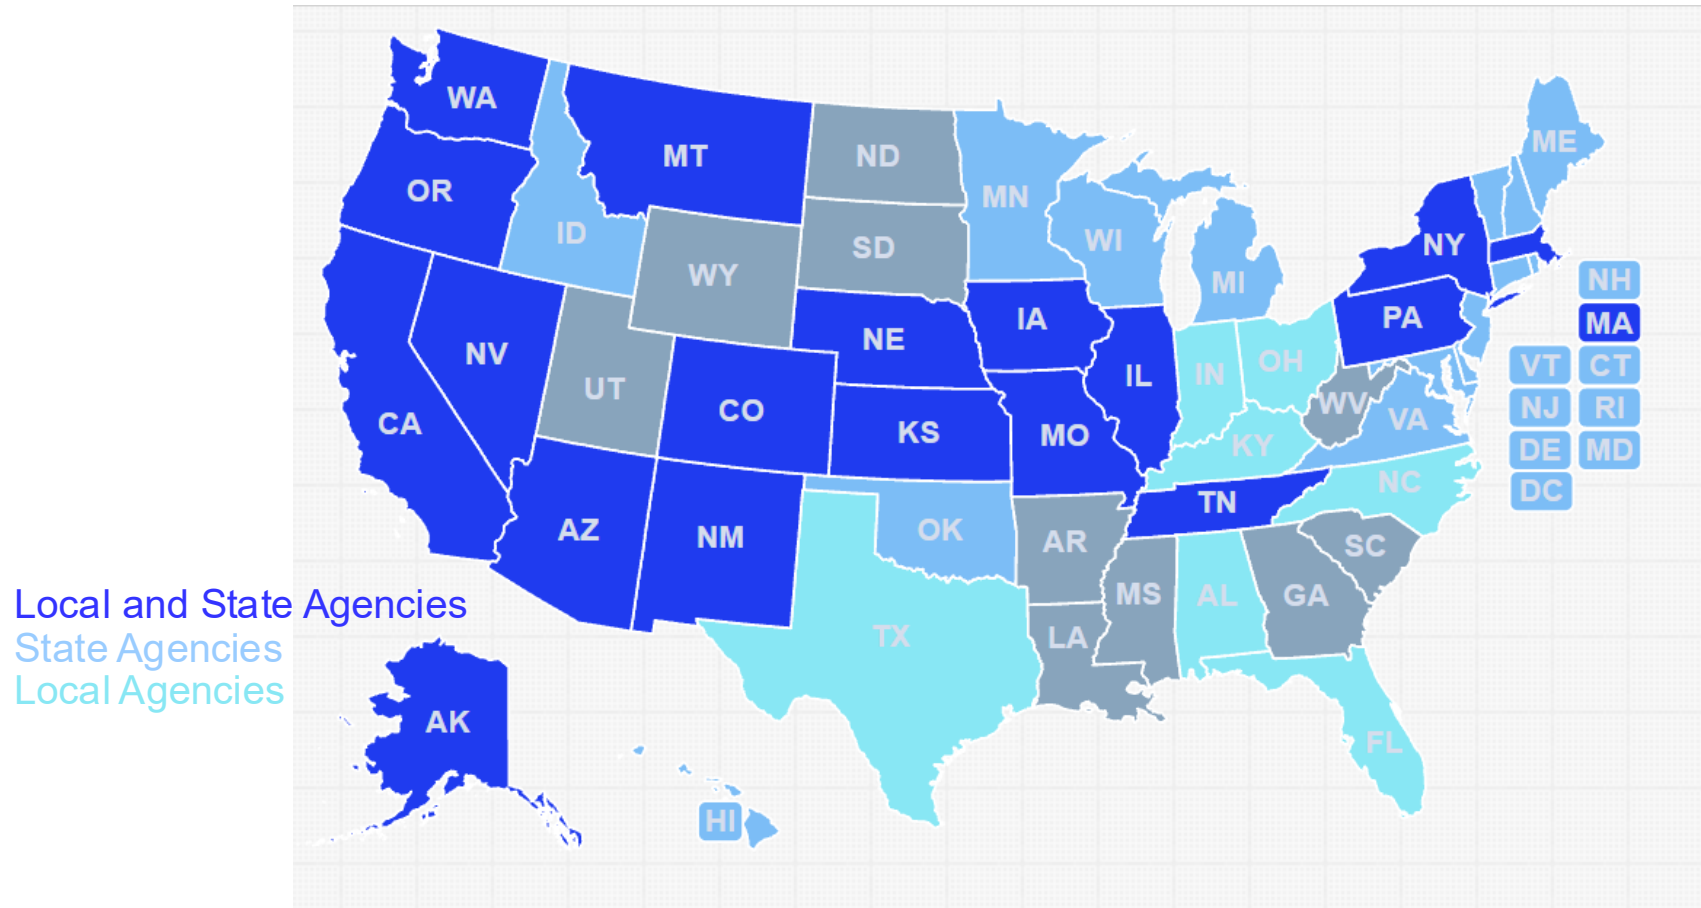 WA
MT
ND
ME
OR
MN
ID
SD
WI
NY
WY
MI
NH
IA
PA
MA
NE
NV
OH
VT
CT
UT
IL
IN
CO
WV
NJ
RI
CA
KS
MO
VA
KY
DE
MD
NC
DC
TN
AZ
NM
OK
AR
SC
MS
AL
GA
Local and State Agencies
TX
LA
State Agencies
Local Agencies
AK
FL
HI